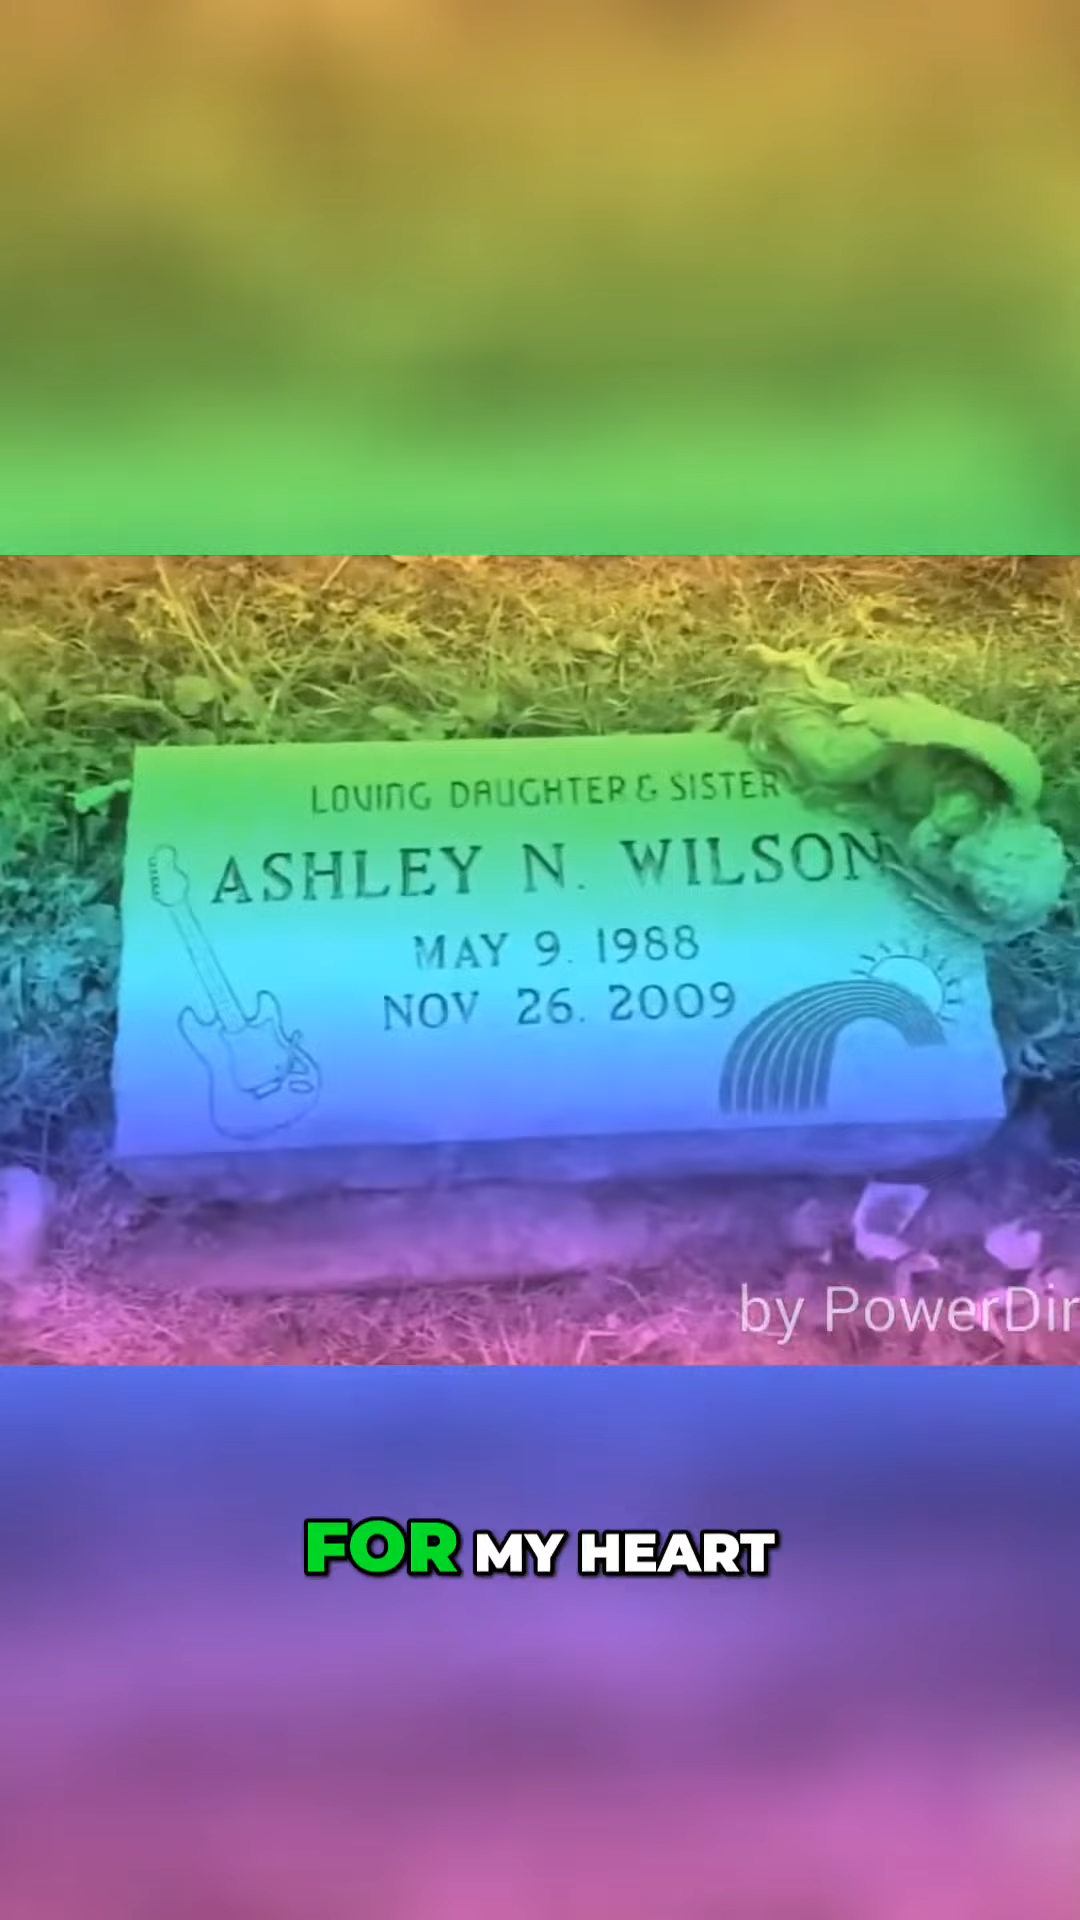 LOVING DAUGHTER & SISTER
ASHLEY N. WILSON
MAY 9. 1988
NOV 26. 2009
by PowerDir
FOR MY HEART